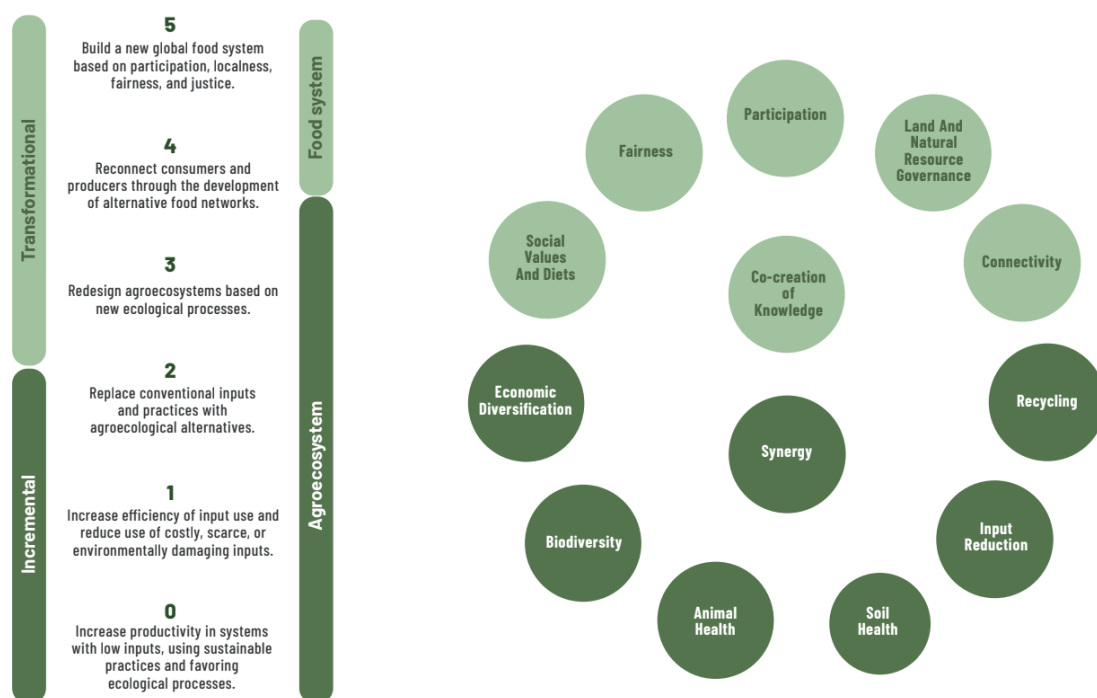 Transformational
Incremental
5
Build a new global food system
based on participation, localness,
fairness, and justice.
4
Reconnect consumers and
producers through the development
of alternative food networks.
3
Redesign agroecosystems based on
new ecological processes.
2
Replace conventional inputs
and practices with
agroecological alternatives.
1
Increase efficiency of input use and
reduce use of costly, scarce, or
environmentally damaging inputs.
0
Increase productivity in systems
with low inputs, using sustainable
practices and favoring
ecological processes.
Food system
Agroecosystem
Participation
Fairness
Land And
Natural
Resource
Governance
Social
Values
And Diets
Co-creation
of
Knowledge
Connectivity
Economic
Diversification
Synergy
Recycling
Biodiversity
Input
Reduction
Animal
Health
Soil
Health